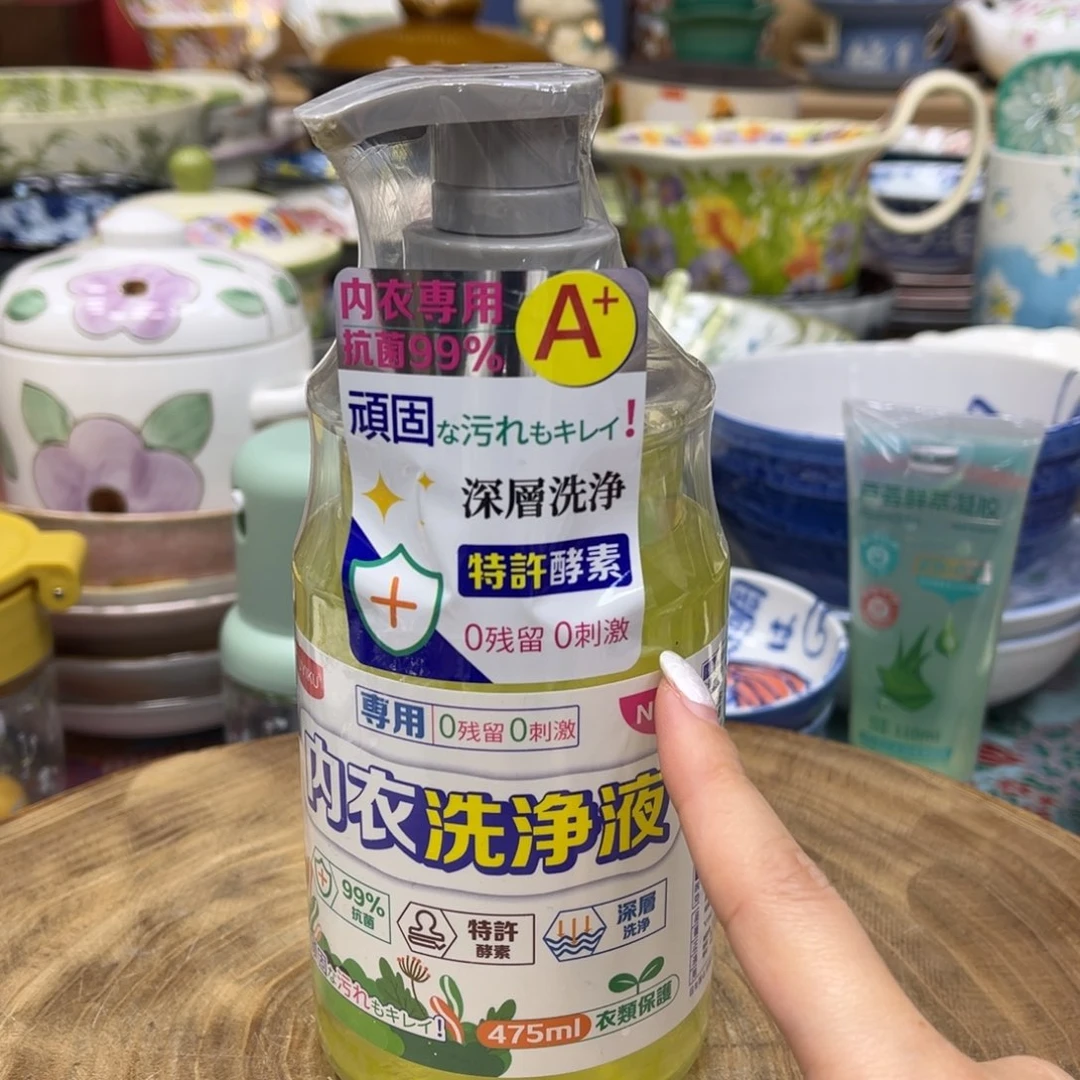 内衣専用
抗菌99%
A+
頑固な汚れもキレイ!
深層洗浄
特許酵素
0残留 0刺激
専用 0残留0刺激
内衣洗浄液
99%
抗菌
特許
酵素
深層
洗浄
な汚れもキレイ!
475ml 衣類保護